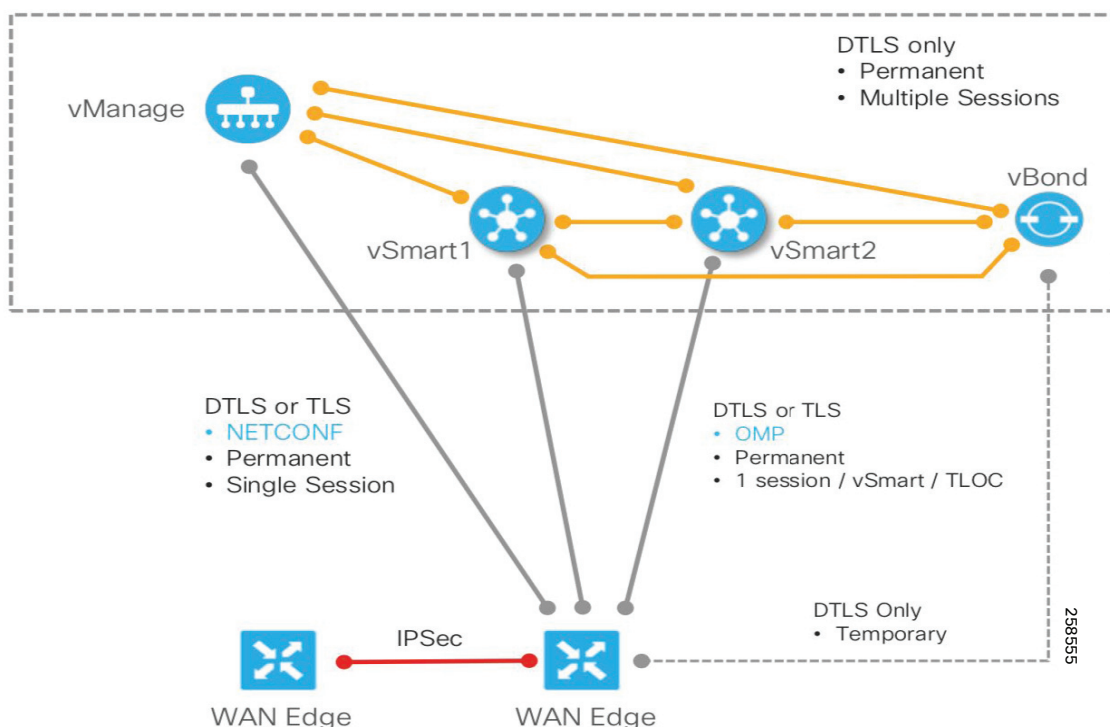 DTLS only
• Permanent
• Multiple Sessions
vManage
vBond
vSmart1
vSmart2
DTLS or TLS
• NETCONF
• Permanent
• Single Session
DTLS or TLS
• OMP
• Permanent
• 1 session / vSmart / TLOC
DTLS Only
• Temporary
258555
IPSec
WAN Edge
WAN Edge